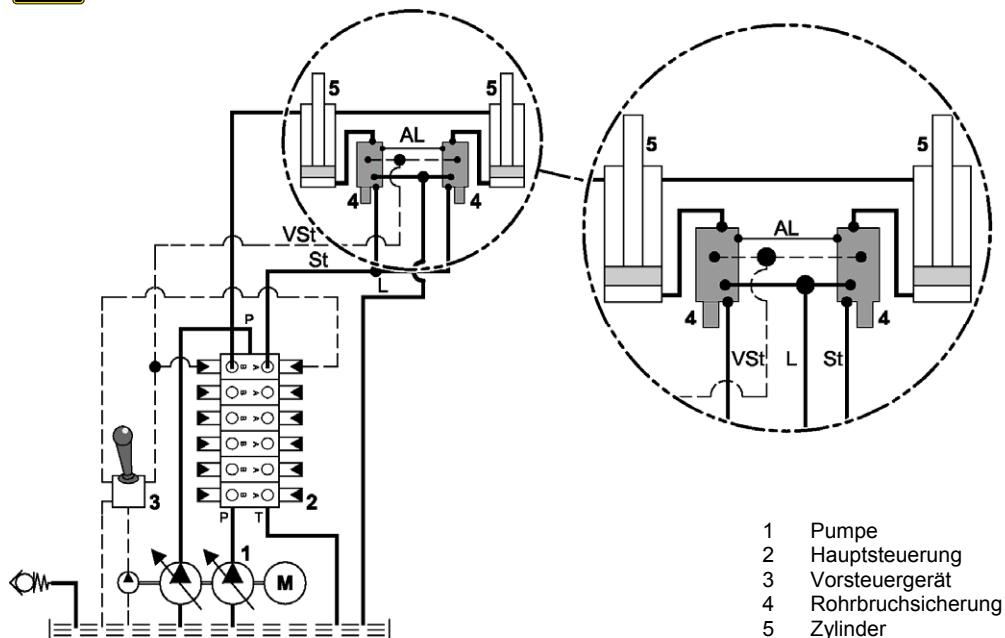 5
5
AL
4
4
VSt
St
L
P
B A
B A
B A
B A
B A
B A
3
2
P T
1
M
5
5
AL
4
4
VSt L St
1 Pumpe
2 Hauptsteuerung
3 Vorsteuergerät
4 Rohrbruchsicherung
5 Zylinder